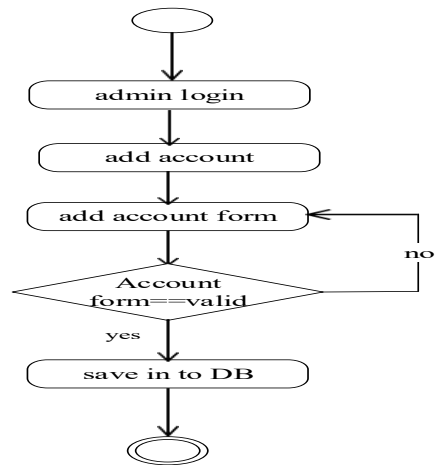 admin login
add account
add account form
no
Account
form==valid
yes
save in to DB